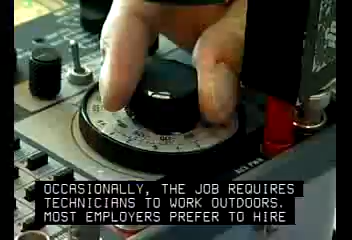 OCCASIONALLY, THE JOB REQUIRES
TECHNICIANS TO WORK OUTDOORS.
MOST EMPLOYERS PREFER TO HIRE